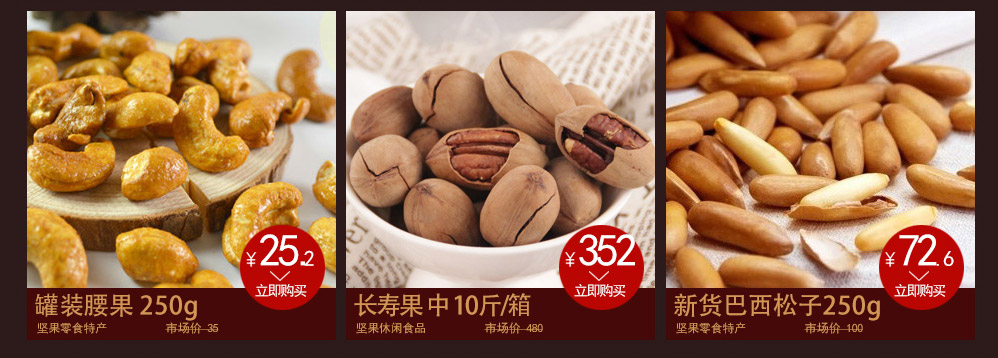 ¥25.2
立即购买
罐装腰果 250g
坚果零食特产 市场价 35
¥352
立即购买
长寿果 中 10斤/箱
坚果休闲食品 市场价 480
¥72.6
立即购买
新货巴西松子250g
坚果零食特产 市场价 100